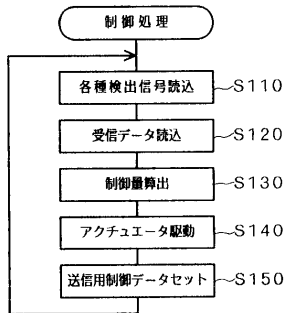 制御処理
各種検出信号読込 S110
受信データ読込 S120
制御量算出 S130
アクチュエータ駆動 S140
送信用制御データセット S150